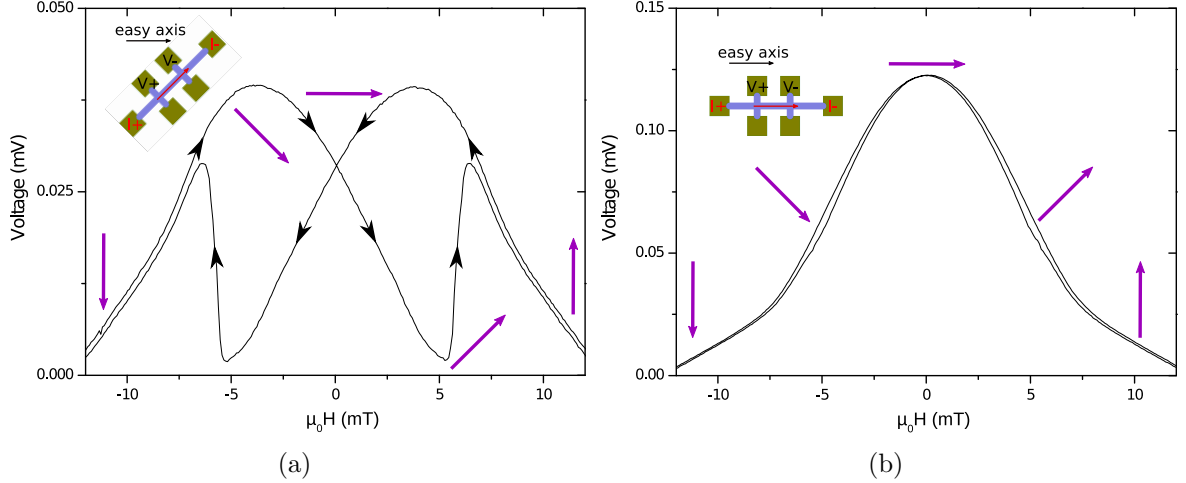 0.050
0.025
0.000
Voltage (mV)
easy axis
I+
V+
V-
I-
-10
-5
0
5
10
μ0H (mT)
(a)
0.15
0.10
0.05
0.00
Voltage (mV)
easy axis
I+
V+
V-
I-
-10
-5
0
5
10
μ0H (mT)
(b)